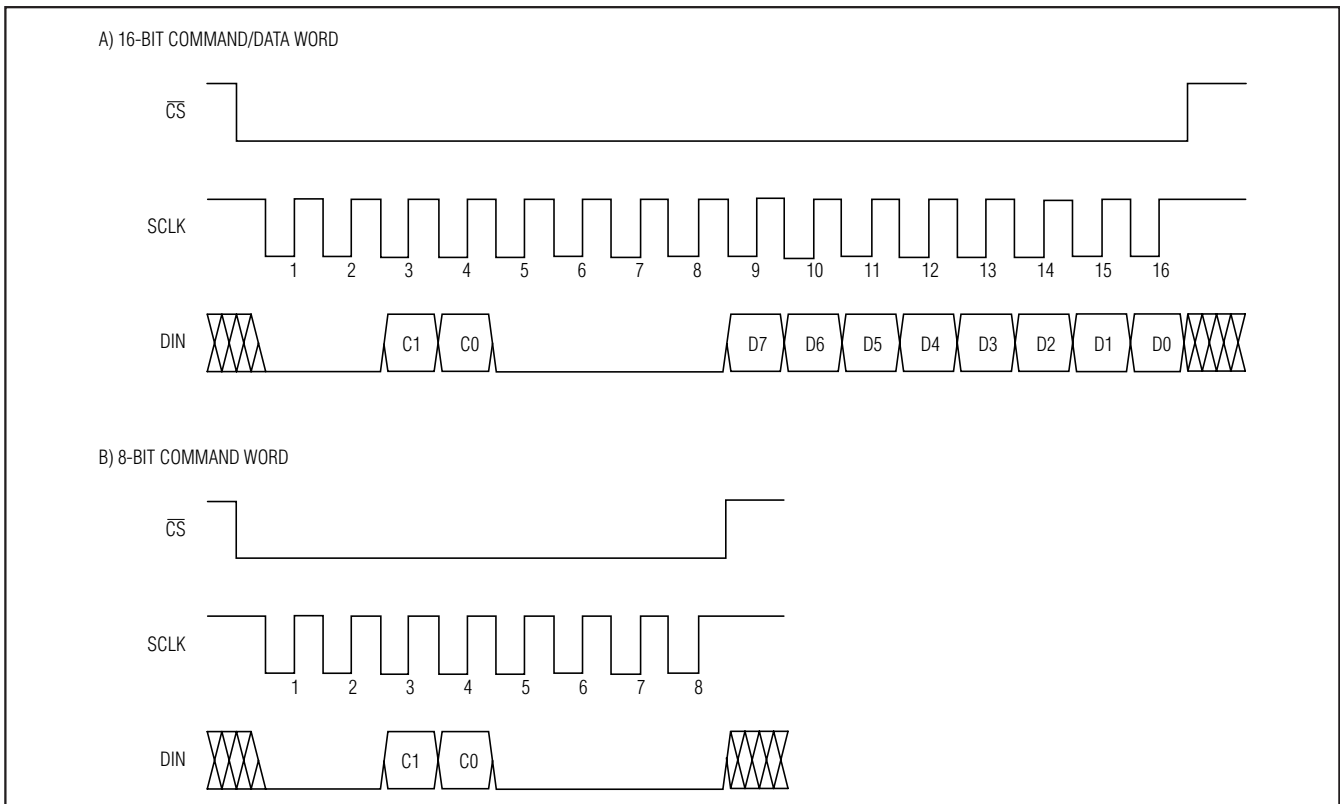 A) 16-BIT COMMAND/DATA WORD
CS
SCLK
1 2 3 4 5 6 7 8 9 10 11 12 13 14 15 16
DIN
C1 C0 D7 D6 D5 D4 D3 D2 D1 D0
B) 8-BIT COMMAND WORD
CS
SCLK
1 2 3 4 5 6 7 8
DIN
C1 C0